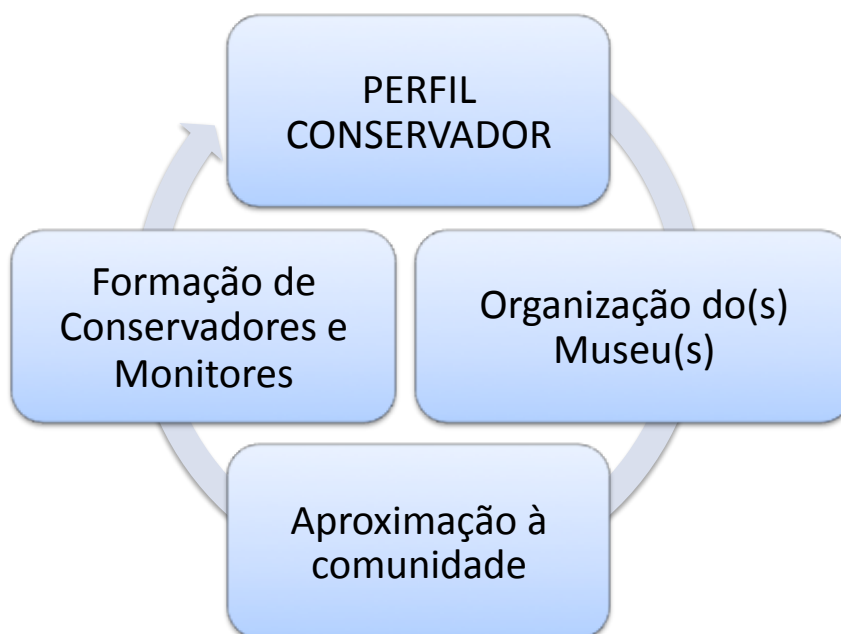 PERFIL
CONSERVADOR
Organização do(s)
Museu(s)
Aproximação à
comunidade
Formação de
Conservadores e
Monitores